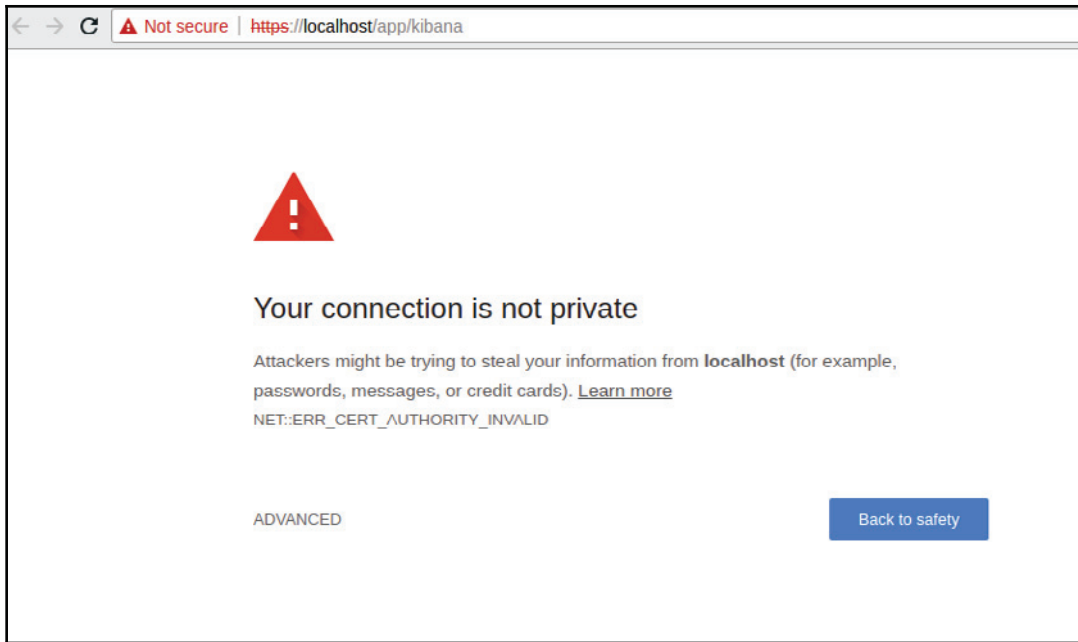 Not secure | https://localhost/app/kibana
!
Your connection is not private
Attackers might be trying to steal your information from localhost (for example,
passwords, messages, or credit cards). Learn more
NET::ERR_CERT_AUTHORITY_INVALID
ADVANCED
Back to safety